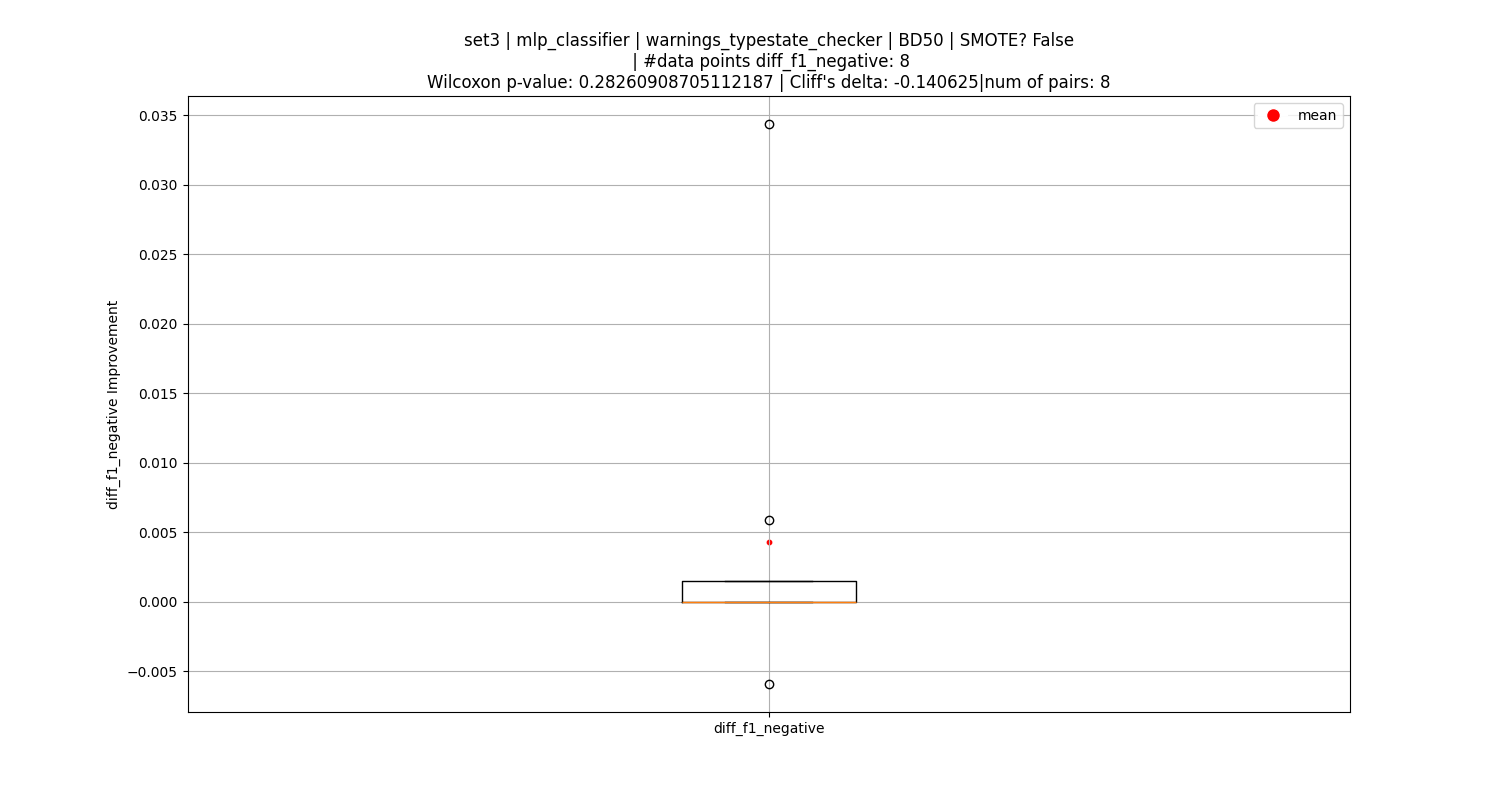 set3 | mlp_classifier | warnings_typestate_checker | BD50 | SMOTE? False
| #data points diff_f1_negative: 8
Wilcoxon p-value: 0.28260908705112187 | Cliff's delta: -0.140625|num of pairs: 8
mean
0.035
0.030
0.025
0.020
0.015
0.010
0.005
0.000
−0.005
diff_f1_negative Improvement
diff_f1_negative